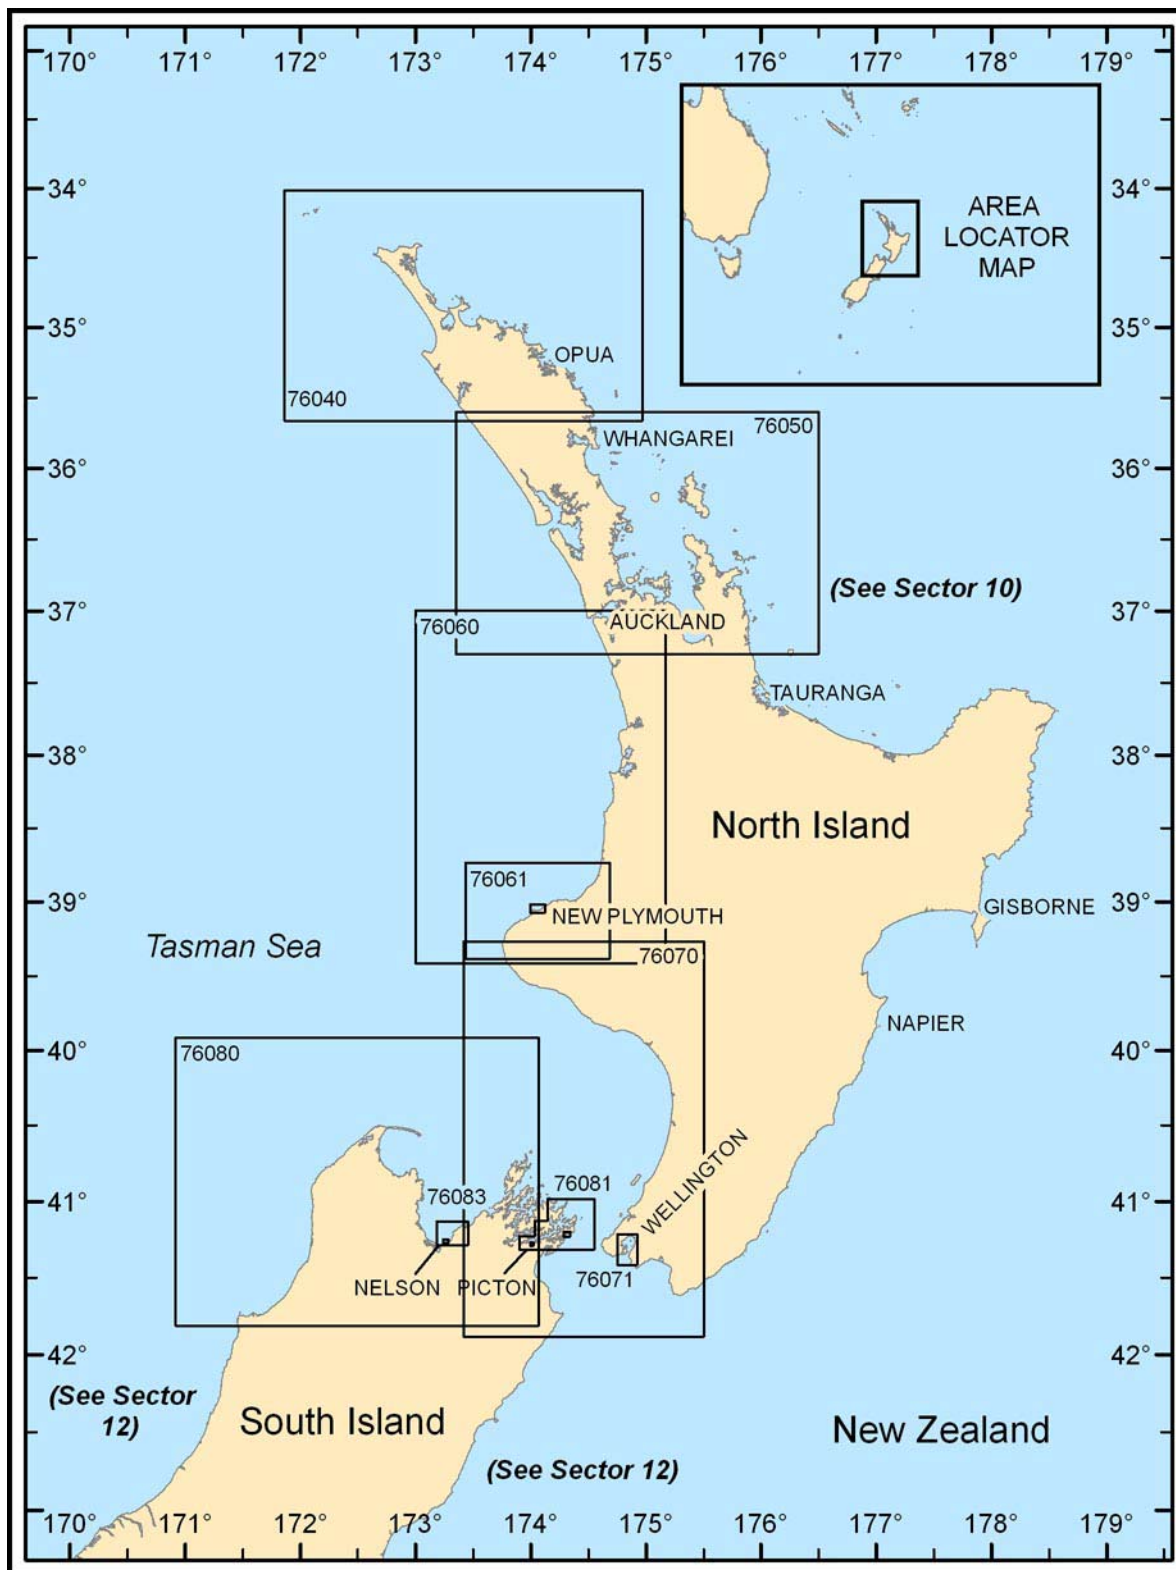 170° 171° 172° 173° 174° 175° 176° 177° 178° 179°
34° 34°
AREA
LOCATOR
MAP
35° 35°
OPUA
76040
76050
WHANGAREI
36° 36°
(See Sector 10)
37° 37°
76060
AUCKLAND
TAURANGA
38° 38°
North Island
76061
39° 39°
NEW PLYMOUTH
GISBORNE
Tasman Sea
76070
NAPIER
40° 40°
76080
WELLINGTON
76081
76083
41° 41°
76071
NELSON
PICTON
42° 42°
(See Sector
12)
South Island
New Zealand
(See Sector 12)
170° 171° 172° 173° 174° 175° 176° 177° 178° 179°